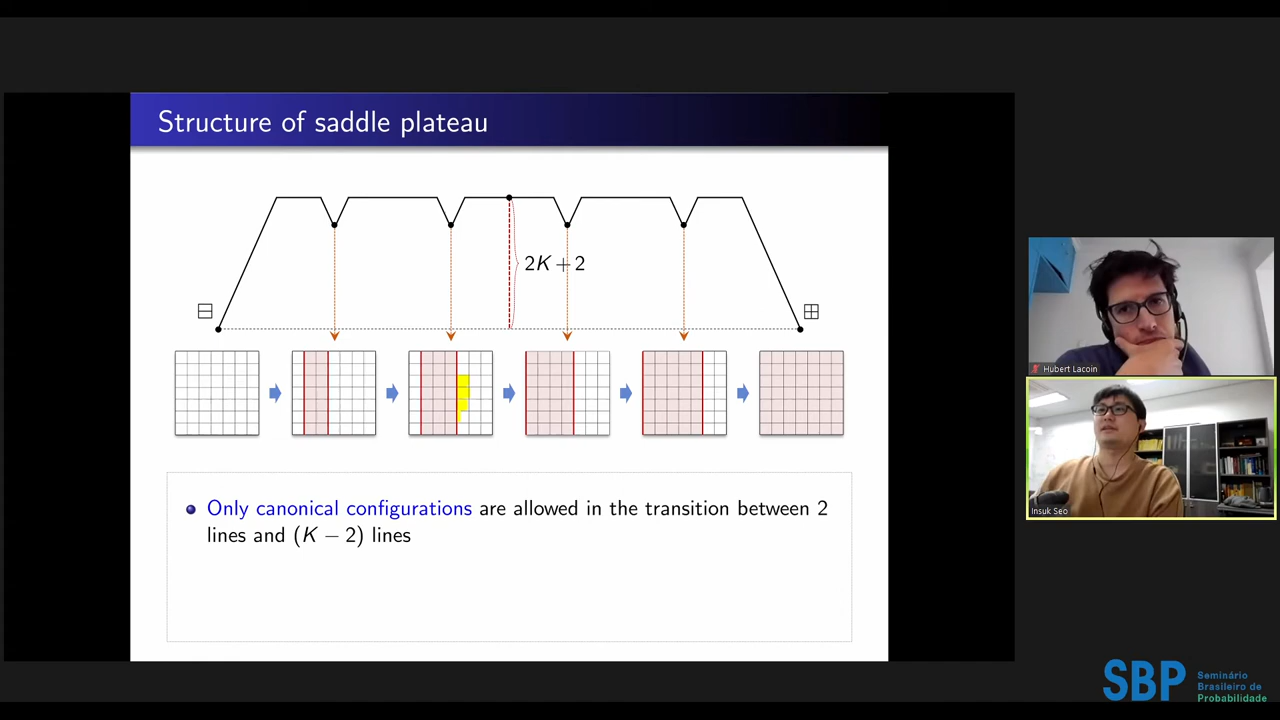 Structure of saddle plateau
2K + 2
Only canonical configurations are allowed in the transition between 2
lines and (K − 2) lines
Hubert Lacoin
Insuk Seo
SBP
Seminário
Brasileiro de
Probabilidade